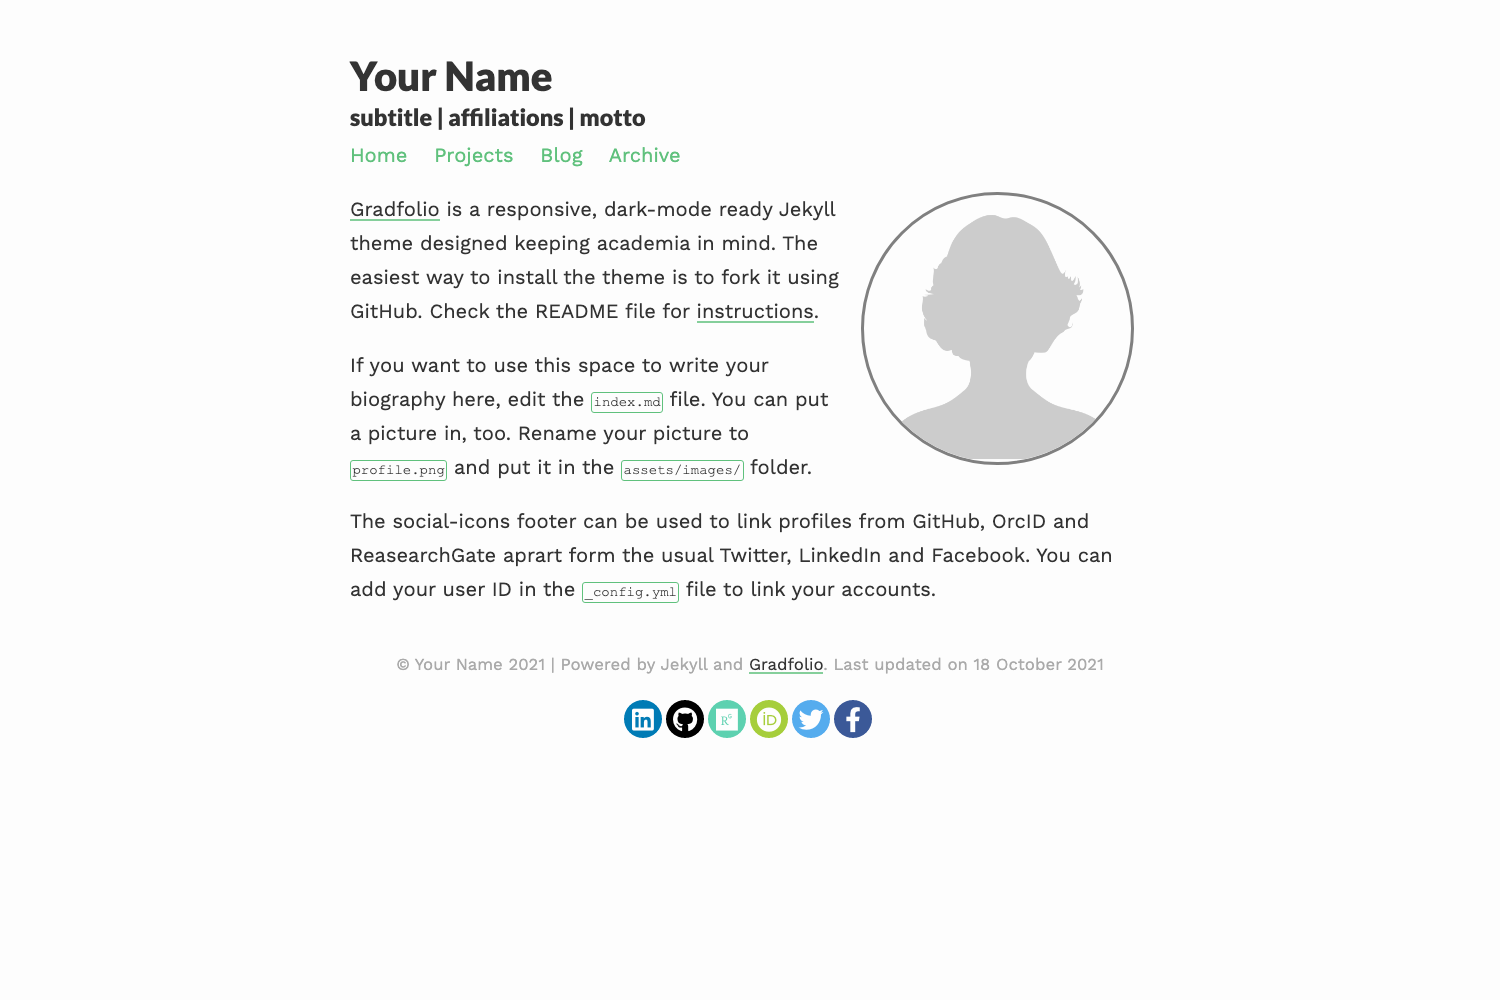 Your Name
subtitle | affiliations | motto
Home Projects Blog Archive
Gradfolio is a responsive, dark-mode ready Jekyll
theme designed keeping academia in mind. The
easiest way to install the theme is to fork it using
GitHub. Check the README file for instructions.
If you want to use this space to write your
biography here, edit the index.md file. You can put
a picture in, too. Rename your picture to
profile.png and put it in the assets/images/ folder.
The social-icons footer can be used to link profiles from GitHub, OrcID and
ReasearchGate aprart form the usual Twitter, LinkedIn and Facebook. You can
add your user ID in the _config.yml file to link your accounts.
© Your Name 2021 | Powered by Jekyll and Gradfolio. Last updated on 18 October 2021
in RG iD f